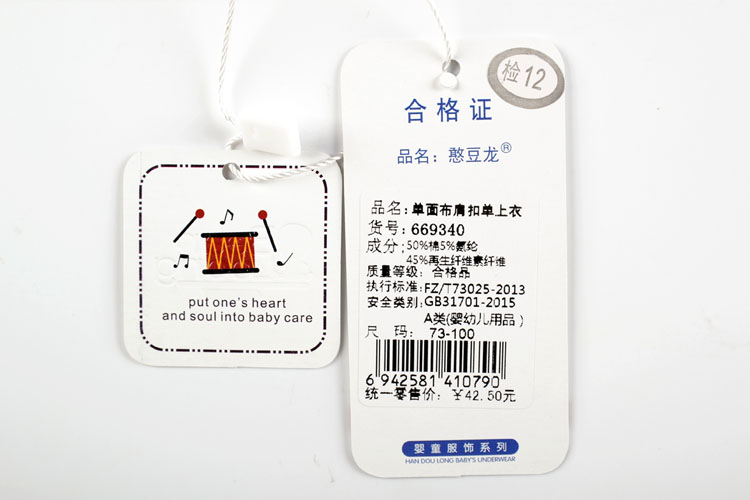 put one's heart
and soul into baby care
检12
合格证
品名：憨豆龙®
品名：单面布肩扣单上衣
货号：669340
成分：50%棉5%氨纶
45%再生纤维素纤维
质量等级：合格品
执行标准：FZ/T73025-2013
安全类别：GB31701-2015
A类(婴幼儿用品)
尺 码：73-100
6 942581 410790
统一零售价：￥42.50元
婴童服饰系列
HAN DOU LONG BABY'S UNDERWEAR